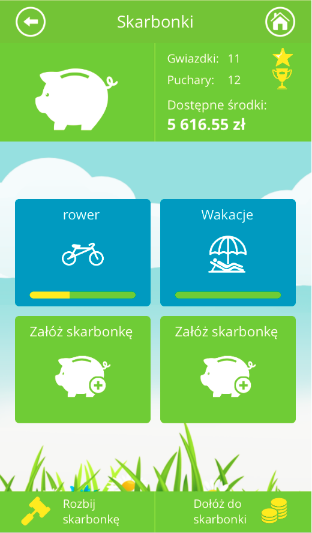 Skarbonki
Gwiazdki: 11
Puchary: 12
Dostępne środki:
5 616.55 zł
rower
Wakacje
Załóż skarbonkę
Załóż skarbonkę
Rozbij
skarbonkę
Dołóż do
skarbonki